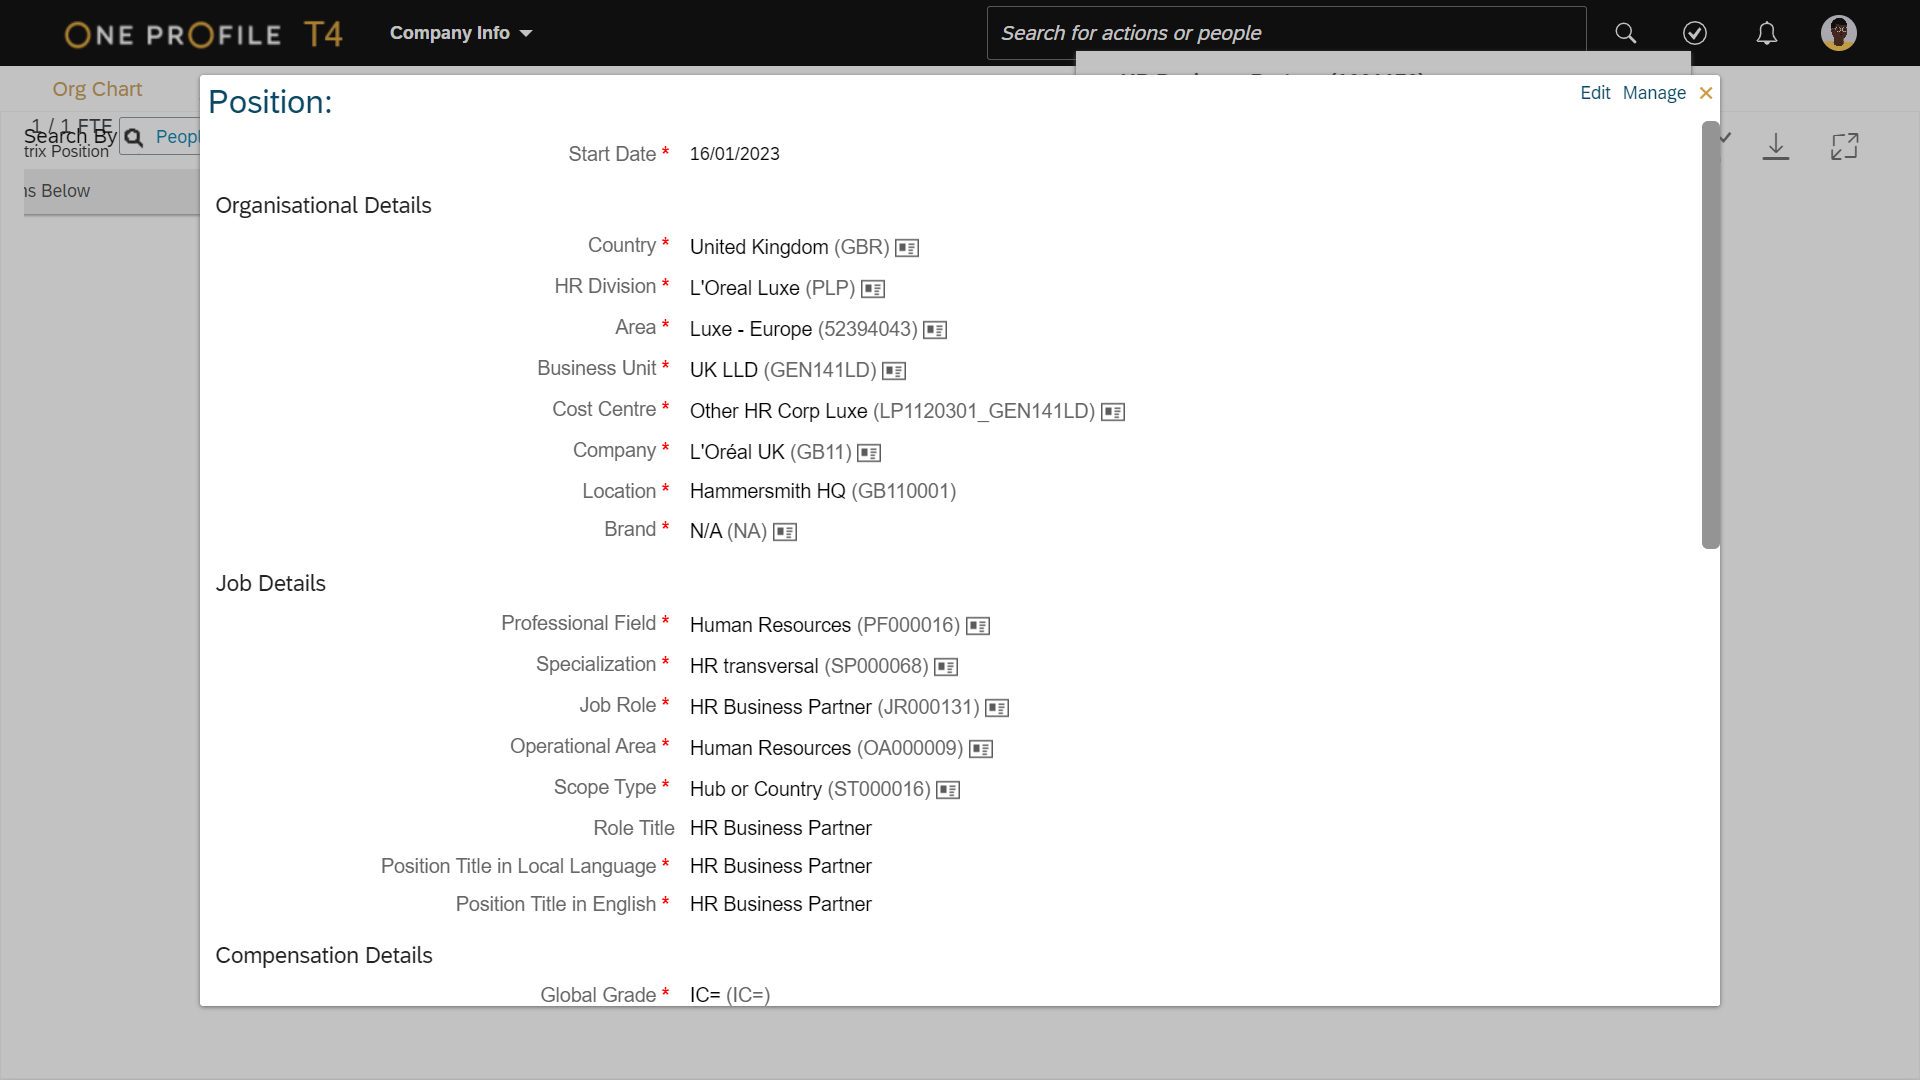 ONE PROFILE T4
Company Info
Search for actions or people
Org Chart
1 / 1 FTE
Search By
Peopl
trix Position
ns Below
Position:
Edit Manage
Start Date * 16/01/2023
Organisational Details
Country * United Kingdom (GBR)
HR Division * L'Oreal Luxe (PLP)
Area * Luxe - Europe (52394043)
Business Unit * UK LLD (GEN141LD)
Cost Centre * Other HR Corp Luxe (LP1120301_GEN141LD)
Company * L'Oréal UK (GB11)
Location * Hammersmith HQ (GB110001)
Brand * N/A (NA)
Job Details
Professional Field * Human Resources (PF000016)
Specialization * HR transversal (SP000068)
Job Role * HR Business Partner (JR000131)
Operational Area * Human Resources (OA000009)
Scope Type * Hub or Country (ST000016)
Role Title HR Business Partner
Position Title in Local Language * HR Business Partner
Position Title in English * HR Business Partner
Compensation Details
Global Grade * IC= (IC=)